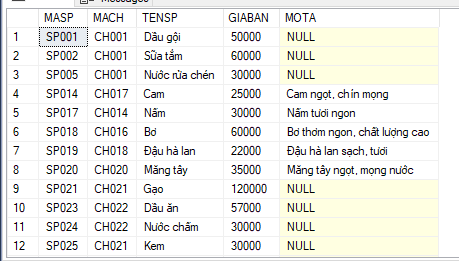 Messages
MASP MACH TENSP GIABAN MOTA
1 SP001 CH001 Dầu gội 50000 NULL
2 SP002 CH001 Sữa tắm 60000 NULL
3 SP005 CH001 Nước rửa chén 30000 NULL
4 SP017 CH014 Cam 25000 Cam ngọt, chín mọng
5 SP017 CH014 Nấm 30000 Nấm tươi ngon
6 SP018 CH016 Bơ 60000 Bơ thơm ngon, chất lượng cao
7 SP019 CH018 Đậu hà lan 22000 Đậu hà lan sạch, tươi
8 SP020 CH020 Măng tây 35000 Măng tây ngọt, mọng nước
9 SP021 CH021 Gạo 120000 NULL
10 SP023 CH022 Dầu ăn 57000 NULL
11 SP024 CH022 Nước chấm 30000 NULL
12 SP025 CH021 Kem 30000 NULL